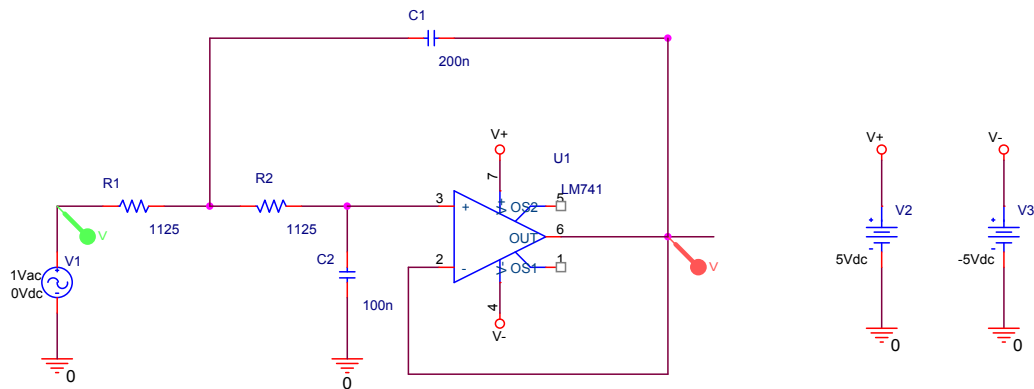 C1
200n
V+
V+
V-
U1
7
R1
R2
LM741
5
3
+
V+
OS2
V
1125
1125
OUT
6
V2
V3
V1
C2
2
-
V-
OS1
1
V
1Vac
0Vdc
5Vdc
-5Vdc
100n
4
V-
0
0
0
0